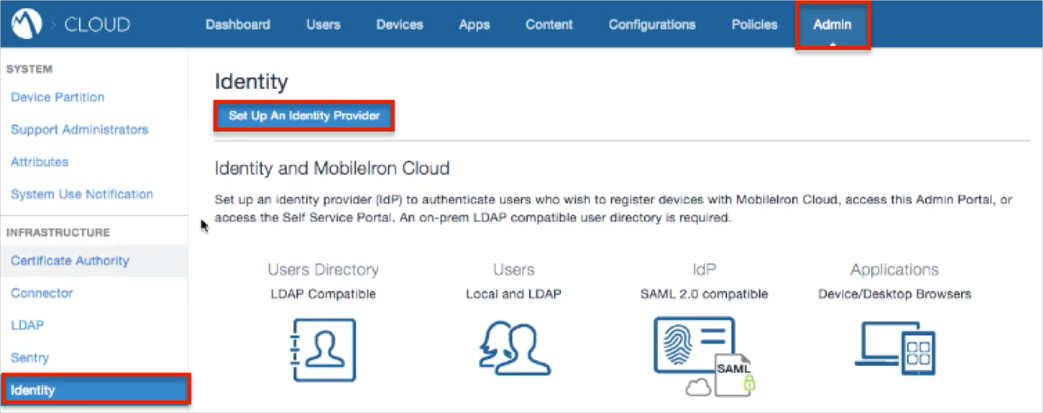 > CLOUD Dashboard Users Devices Apps Content Configurations Policies Admin
SYSTEM
Device Partition
Support Administrators
Attributes
System Use Notification
INFRASTRUCTURE
Certificate Authority
Connector
LDAP
Sentry
Identity
Identity
Set Up An Identity Provider
Identity and MobileIron Cloud
Set up an identity provider (IdP) to authenticate users who wish to register devices with MobileIron Cloud, access this Admin Portal, or
access the Self Service Portal. An on-prem LDAP compatible user directory is required.
Users Directory
LDAP Compatible
Users
Local and LDAP
IdP
SAML 2.0 compatible
SAML
Applications
Device/Desktop Browsers